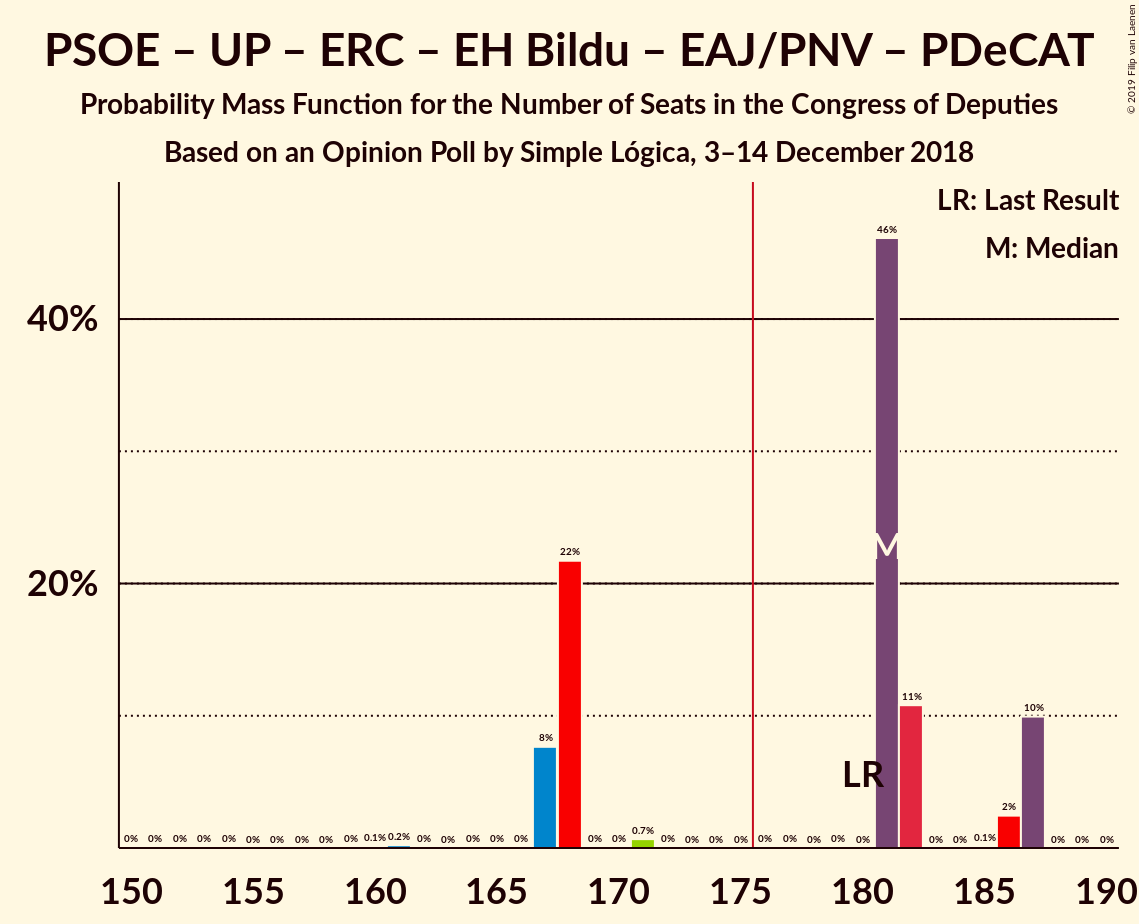 PSOE – UP – ERC – EH Bildu – EAJ/PNV – PDeCAT
Probability Mass Function for the Number of Seats in the Congress of Deputies
Based on an Opinion Poll by Simple Lógica, 3–14 December 2018
© 2019 Filip van Laenen
LR: Last Result
M: Median
46%
40%
M
22%
20%
11%
10%
8%
LR
2%
0% 0% 0% 0% 0% 0% 0% 0% 0% 0% 0.1% 0.2% 0% 0% 0% 0% 0% 0% 0% 0.7% 0% 0% 0% 0% 0% 0% 0% 0% 0% 0% 0% 0.1% 0% 0% 0%
150 155 160 165 170 175 180 185 190